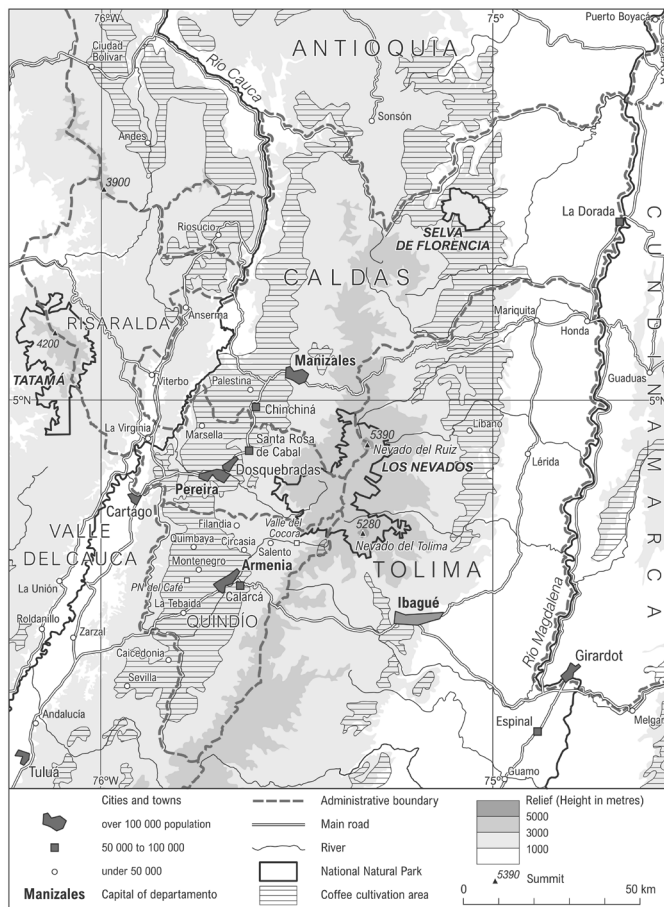 76°W
75°
Puerto Boyacá
Ciudad
Bolívar
ANTIOQUIA
Río Cauca
Sonsón
Andes
3900
CUNDINAMARCA
La Dorada
SELVA
DE FLORENCIA
Riosucio
CALDAS
RISARALDA
Anserma
4200
TATAMÁ
Mariquita
Honda
Manizales
Viterbo
Palestina
Guaduas
5°N
5°N
Chinchiná
La Virginia
Marsella
Santa Rosa
de Cabal
5390
Nevado del Ruiz
Líbano
LOS NEVADOS
Lérida
Dosquebradas
Pereira
Cartago
VALLE
DEL CAUCA
Filandia
Valle del
Cocora
5280
Nevado del Tolima
Quimbaya
Circasia
Salento
Montenegro
Armenia
TOLIMA
La Unión
PN del Café
Calarcá
La Tebaida
Ibagué
Río Magdalena
Roldanillo
QUINDÍO
Zarzal
Caicedonia
Girardot
Sevilla
Andalucía
Espinal
Melgar
Tuluá
76°W
75°
Guamo
Cities and towns
over 100 000 population
50 000 to 100 000
under 50 000
Manizales Capital of departamento
Administrative boundary
Main road
River
National Natural Park
Coffee cultivation area
Relief (Height in metres)
5000
3000
1000
5390 Summit
0 50 km